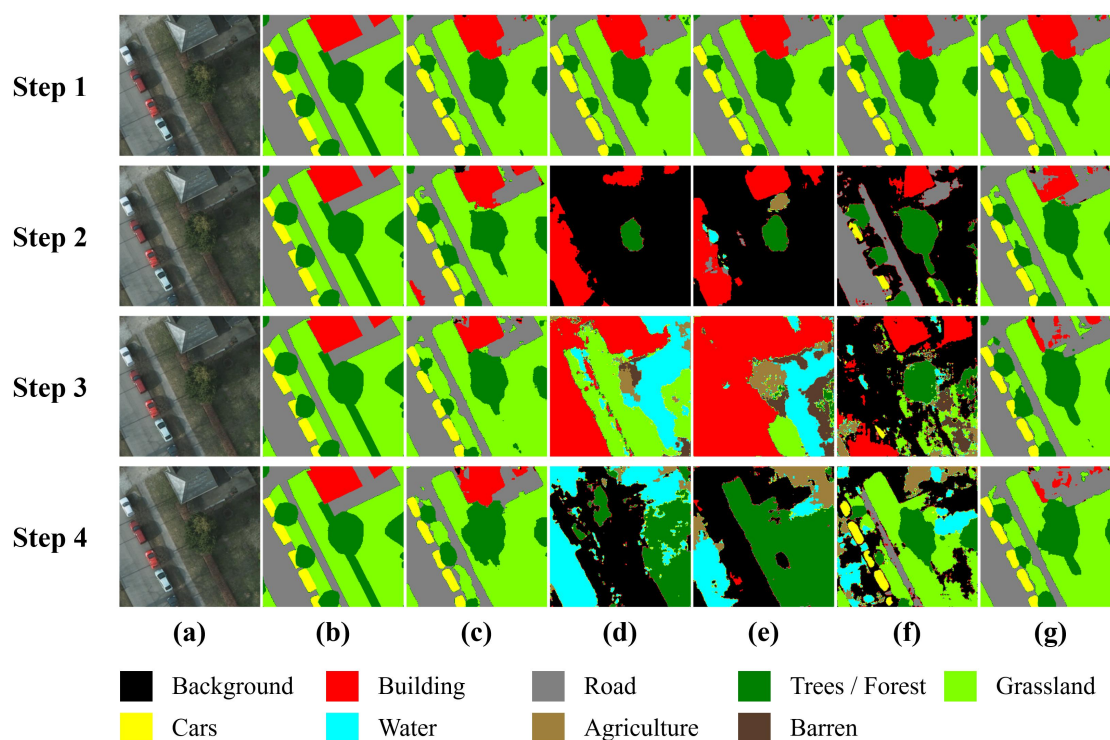 Step 1
Step 2
Step 3
Step 4
(a) (b) (c) (d) (e) (f) (g)
Background Building Road Trees / Forest Grassland
Cars Water Agriculture Barren